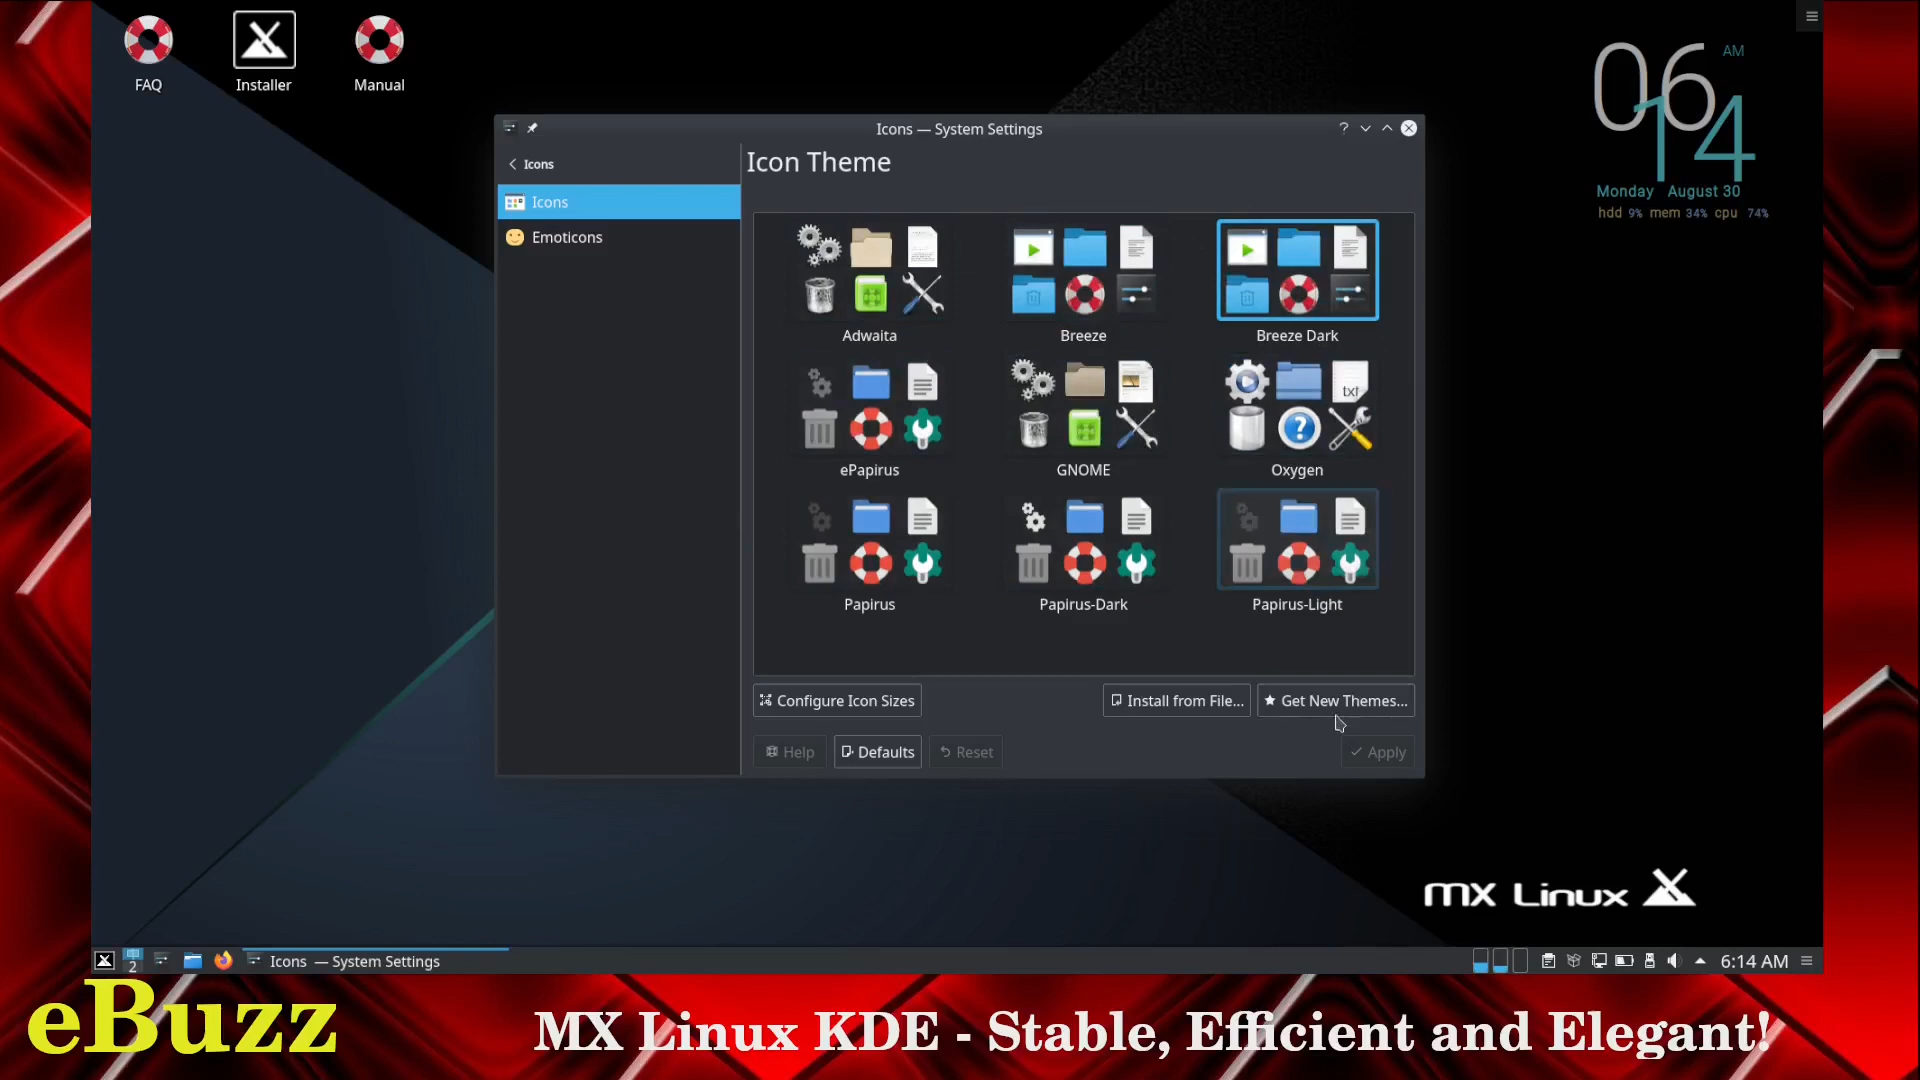 FAQ
Installer
Manual
06 AM
14
Monday August 30
hdd 9% mem 34% cpu 74%
Icons — System Settings
?
Icons
Icon Theme
Icons
Emoticons
Adwaita
Breeze
Breeze Dark
txt
?
ePapirus
GNOME
Oxygen
Papirus
Papirus-Dark
Papirus-Light
Configure Icon Sizes
Install from File...
Get New Themes...
Help
Defaults
Reset
Apply
MX Linux
2
Icons — System Settings
6:14 AM
eBuzz
MX Linux KDE - Stable, Efficient and Elegant!